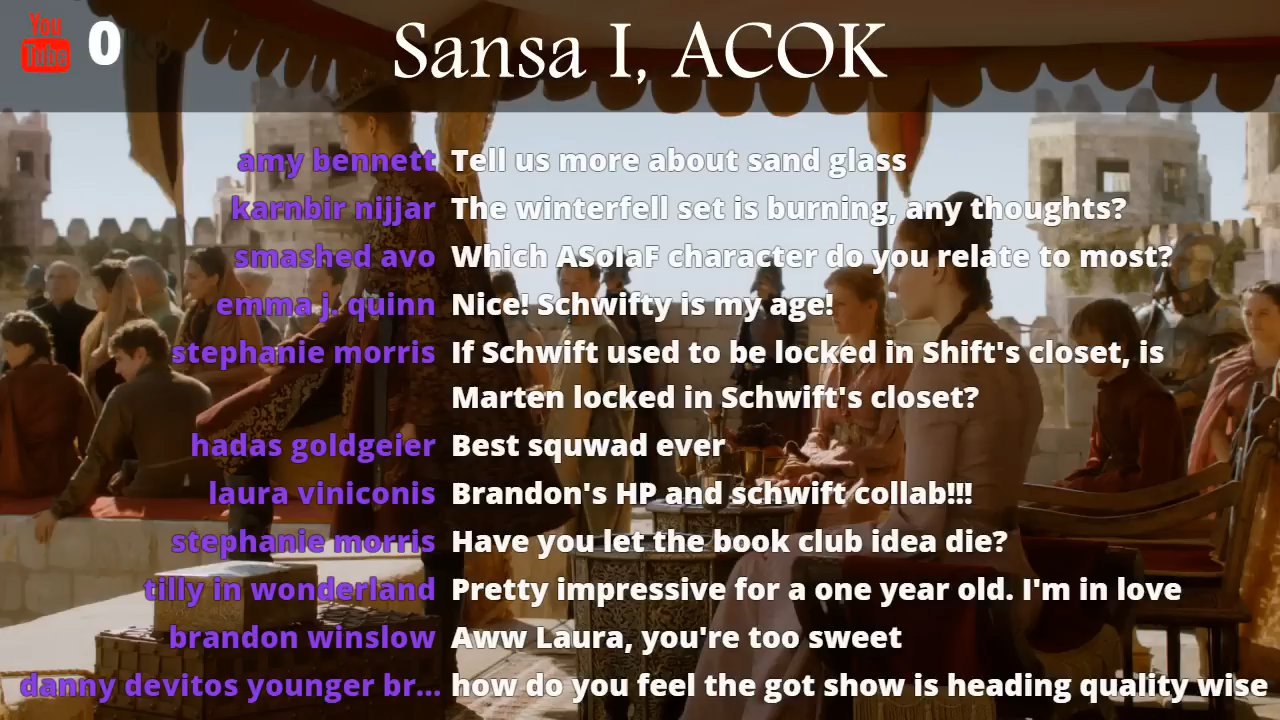 You
Tube 0
Sansa I, ACOK
amy bennett Tell us more about sand glass
karnbir nijjar The winterfell set is burning, any thoughts?
smashed avo Which ASoIaF character do you relate to most?
emma j. quinn Nice! Schwifty is my age!
stephanie morris If Schwift used to be locked in Shift's closet, is
Marten locked in Schwift's closet?
hadas goldgeier Best squwad ever
laura viniconis Brandon's HP and schwift collab!!!
stephanie morris Have you let the book club idea die?
tilly in wonderland Pretty impressive for a one year old. I'm in love
brandon winslow Aww Laura, you're too sweet
danny devitos younger br... how do you feel the got show is heading quality wise